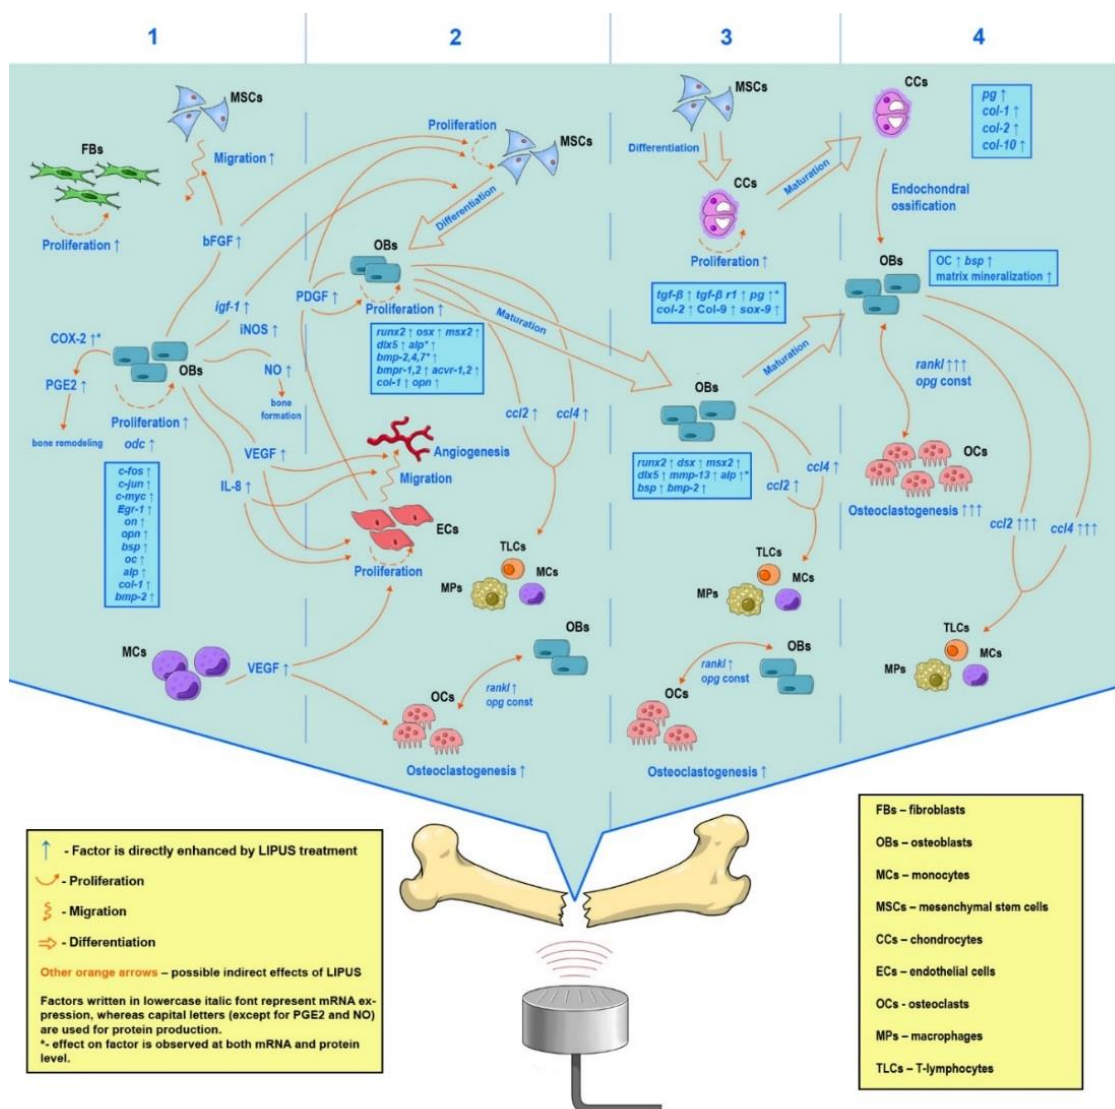 1
2
3
4
MSCs
FBs
Migration ↑
Proliferation ↑
bFGF ↑
igf-1 ↑
iNOS ↑
COX-2 ↑*
OBs
NO ↑
PGE2 ↑
bone
formation
Proliferation ↑
bone remodeling
odc ↑
VEGF ↑
IL-8 ↑
c-fos ↑
c-jun ↑
c-myc ↑
Egr-1 ↑
on ↑
opn ↑
bsp ↑
oc ↑
alp ↑
col-1 ↑
bmp-2 ↑
MCs
VEGF ↑
Proliferation
MSCs
Differentiation
OBs
PDGF ↑
Proliferation ↑
Maturation
runx2 ↑ osx ↑ msx2 ↑
dlx5 ↑ alp* ↑
bmp-2,4,7* ↑
bmpr-1,2 ↑ acvr-1,2 ↑
col-1 ↑ opn ↑
ccl2 ↑
ccl4 ↑
Angiogenesis
Migration
ECs
Proliferation
TLCs
MPs
MCs
OBs
rankl ↑
opg const
OCs
Osteoclastogenesis ↑
MSCs
Differentiation
CCs
Maturation
Proliferation ↑
tgf-β ↑ tgf-β r1 ↑ pg ↑*
col-2 ↑ Col-9 ↑ sox-9 ↑
OBs
Maturation
runx2 ↑ dsx ↑ msx2 ↑
dlx5 ↑ mmp-13 ↑ alp ↑*
bsp ↑ bmp-2 ↑
ccl2 ↑
ccl4 ↑
TLCs
MPs
MCs
OBs
rankl ↑
opg const
OCs
Osteoclastogenesis ↑
CCs
pg ↑
col-1 ↑
col-2 ↑
col-10 ↑
Endochondral
ossification
OBs
OC ↑ bsp ↑
matrix mineralization ↑
rankl ↑↑↑
opg const
OCs
Osteoclastogenesis ↑↑↑
ccl2 ↑↑↑
ccl4 ↑↑↑
TLCs
MPs
MCs
↑ - Factor is directly enhanced by LIPUS treatment
- Proliferation
- Migration
- Differentiation
Other orange arrows – possible indirect effects of LIPUS
Factors written in lowercase italic font represent mRNA ex-
pression, whereas capital letters (except for PGE2 and NO)
are used for protein production.
*- effect on factor is observed at both mRNA and protein
level.
FBs – fibroblasts
OBs – osteoblasts
MCs – monocytes
MSCs – mesenchymal stem cells
CCs – chondrocytes
ECs – endothelial cells
OCs - osteoclasts
MPs – macrophages
TLCs – T-lymphocytes